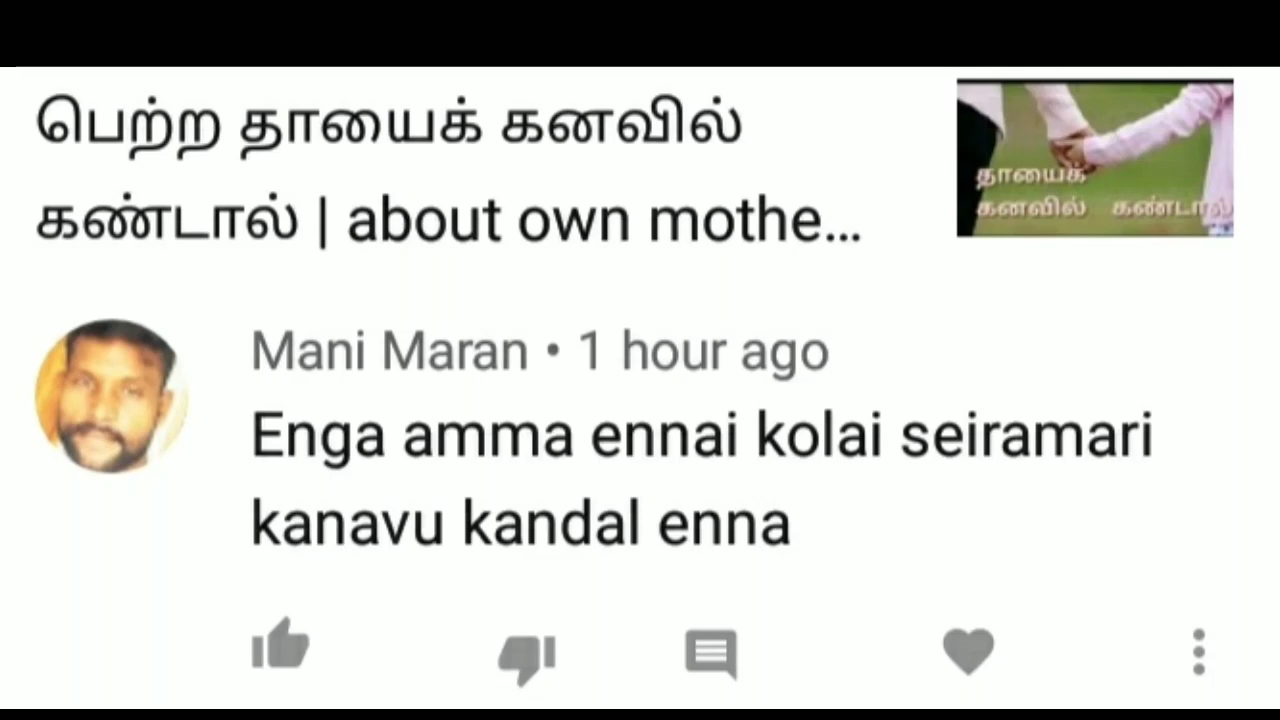 பெற்ற தாயைக் கனவில்
கண்டால் | about own mothe...
தாயைக்
கனவில் கண்டால்
Mani Maran • 1 hour ago
Enga amma ennai kolai seiramari
kanavu kandal enna